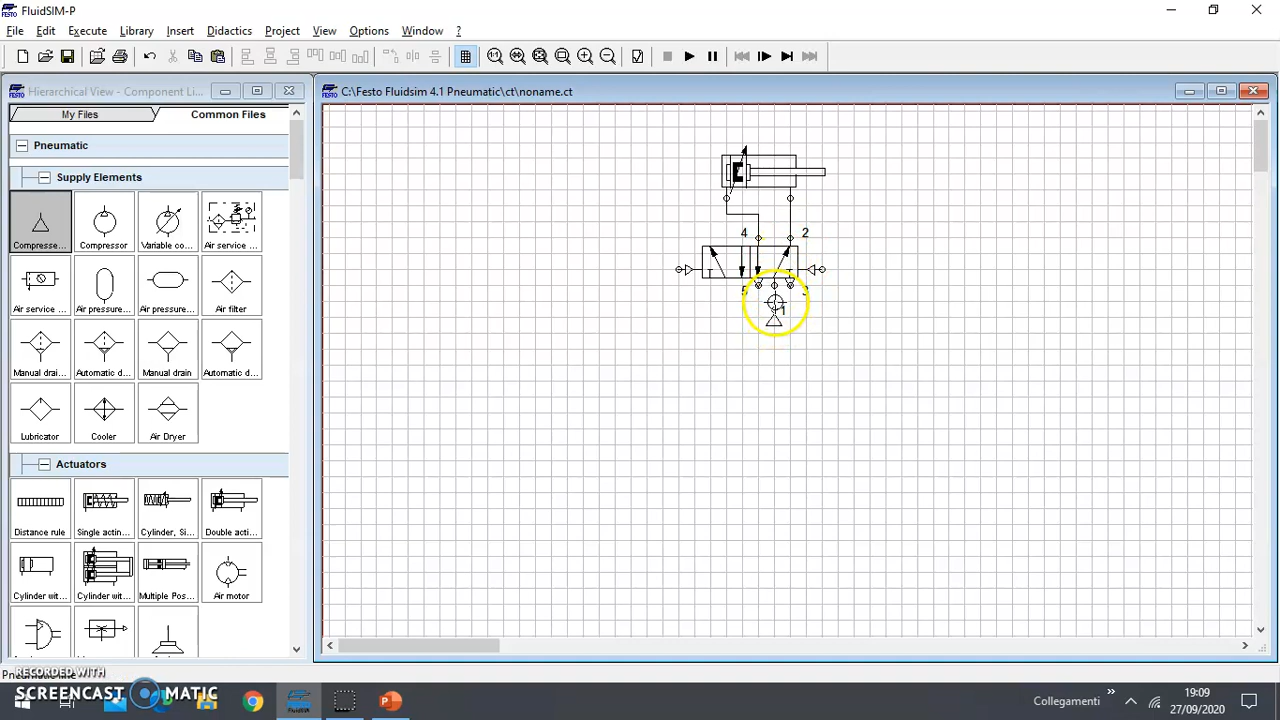 FluidSIM-P
File Edit Execute Library Insert Didactics Project View Options Window ?
Hierarchical View - Component Li...
C:\Festo Fluidsim 4.1 Pneumatic\ct\noname.ct
My Files Common Files
Pneumatic
Supply Elements
Compresse... Compressor Variable co... Air service ...
Air service ... Air pressure... Air pressure... Air filter
Manual drai... Automatic d... Manual drain Automatic d...
Lubricator Cooler Air Dryer
Actuators
Distance rule Single actin... Cylinder, Si... Double acti...
Cylinder wit... Cylinder wit... Multiple Pos... Air motor
4 2
5 3
1
RECORDED WITH
SCREENCAST MATIC
Collegamenti
19:09
27/09/2020